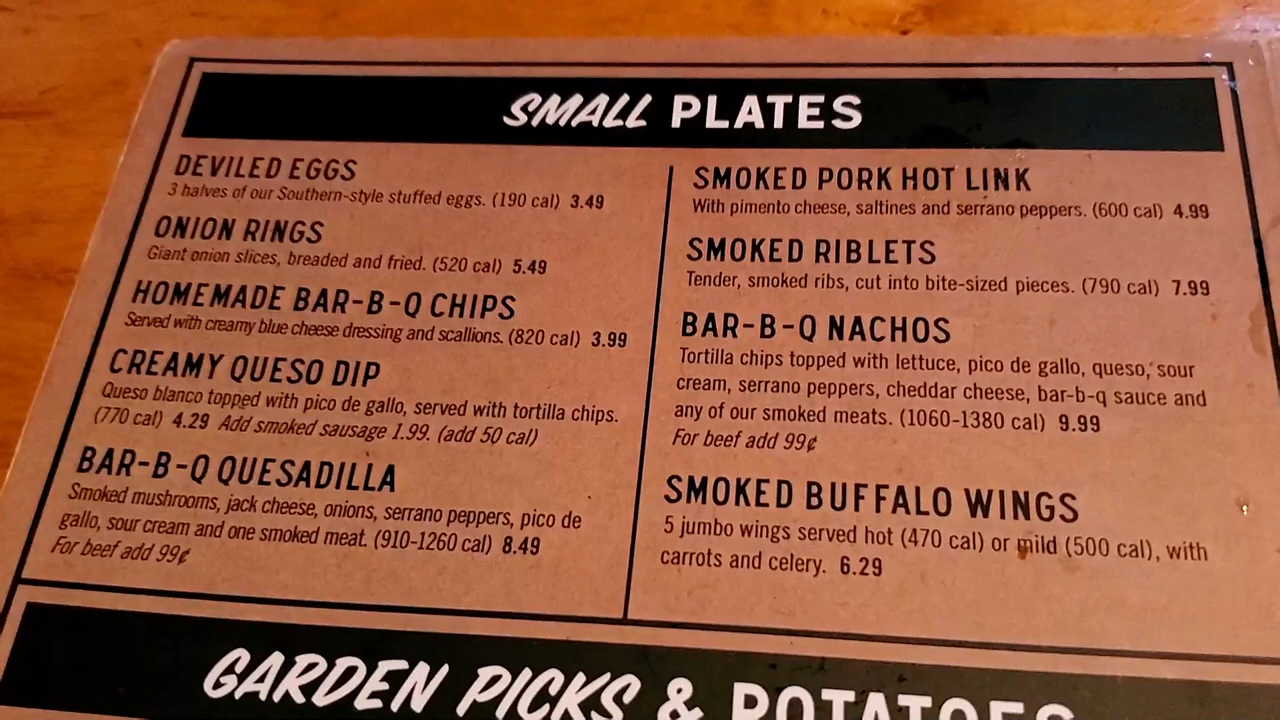 SMALL PLATES
DEVILED EGGS
3 halves of our Southern-style stuffed eggs. (190 cal) 3.49
ONION RINGS
Giant onion slices, breaded and fried. (520 cal) 5.49
HOMEMADE BAR-B-Q CHIPS
Served with creamy blue cheese dressing and scallions. (820 cal) 3.99
CREAMY QUESO DIP
Queso blanco topped with pico de gallo, served with tortilla chips.
(770 cal) 4.29 Add smoked sausage 1.99. (add 50 cal)
BAR-B-Q QUESADILLA
Smoked mushrooms, jack cheese, onions, serrano peppers, pico de
gallo, sour cream and one smoked meat. (910-1260 cal) 8.49
For beef add 99¢
SMOKED PORK HOT LINK
With pimento cheese, saltines and serrano peppers. (600 cal) 4.99
SMOKED RIBLETS
Tender, smoked ribs, cut into bite-sized pieces. (790 cal) 7.99
BAR-B-Q NACHOS
Tortilla chips topped with lettuce, pico de gallo, queso, sour
cream, serrano peppers, cheddar cheese, bar-b-q sauce and
any of our smoked meats. (1060-1380 cal) 9.99
For beef add 99¢
SMOKED BUFFALO WINGS
5 jumbo wings served hot (470 cal) or mild (500 cal), with
carrots and celery. 6.29
GARDEN PICKS & POTATOES